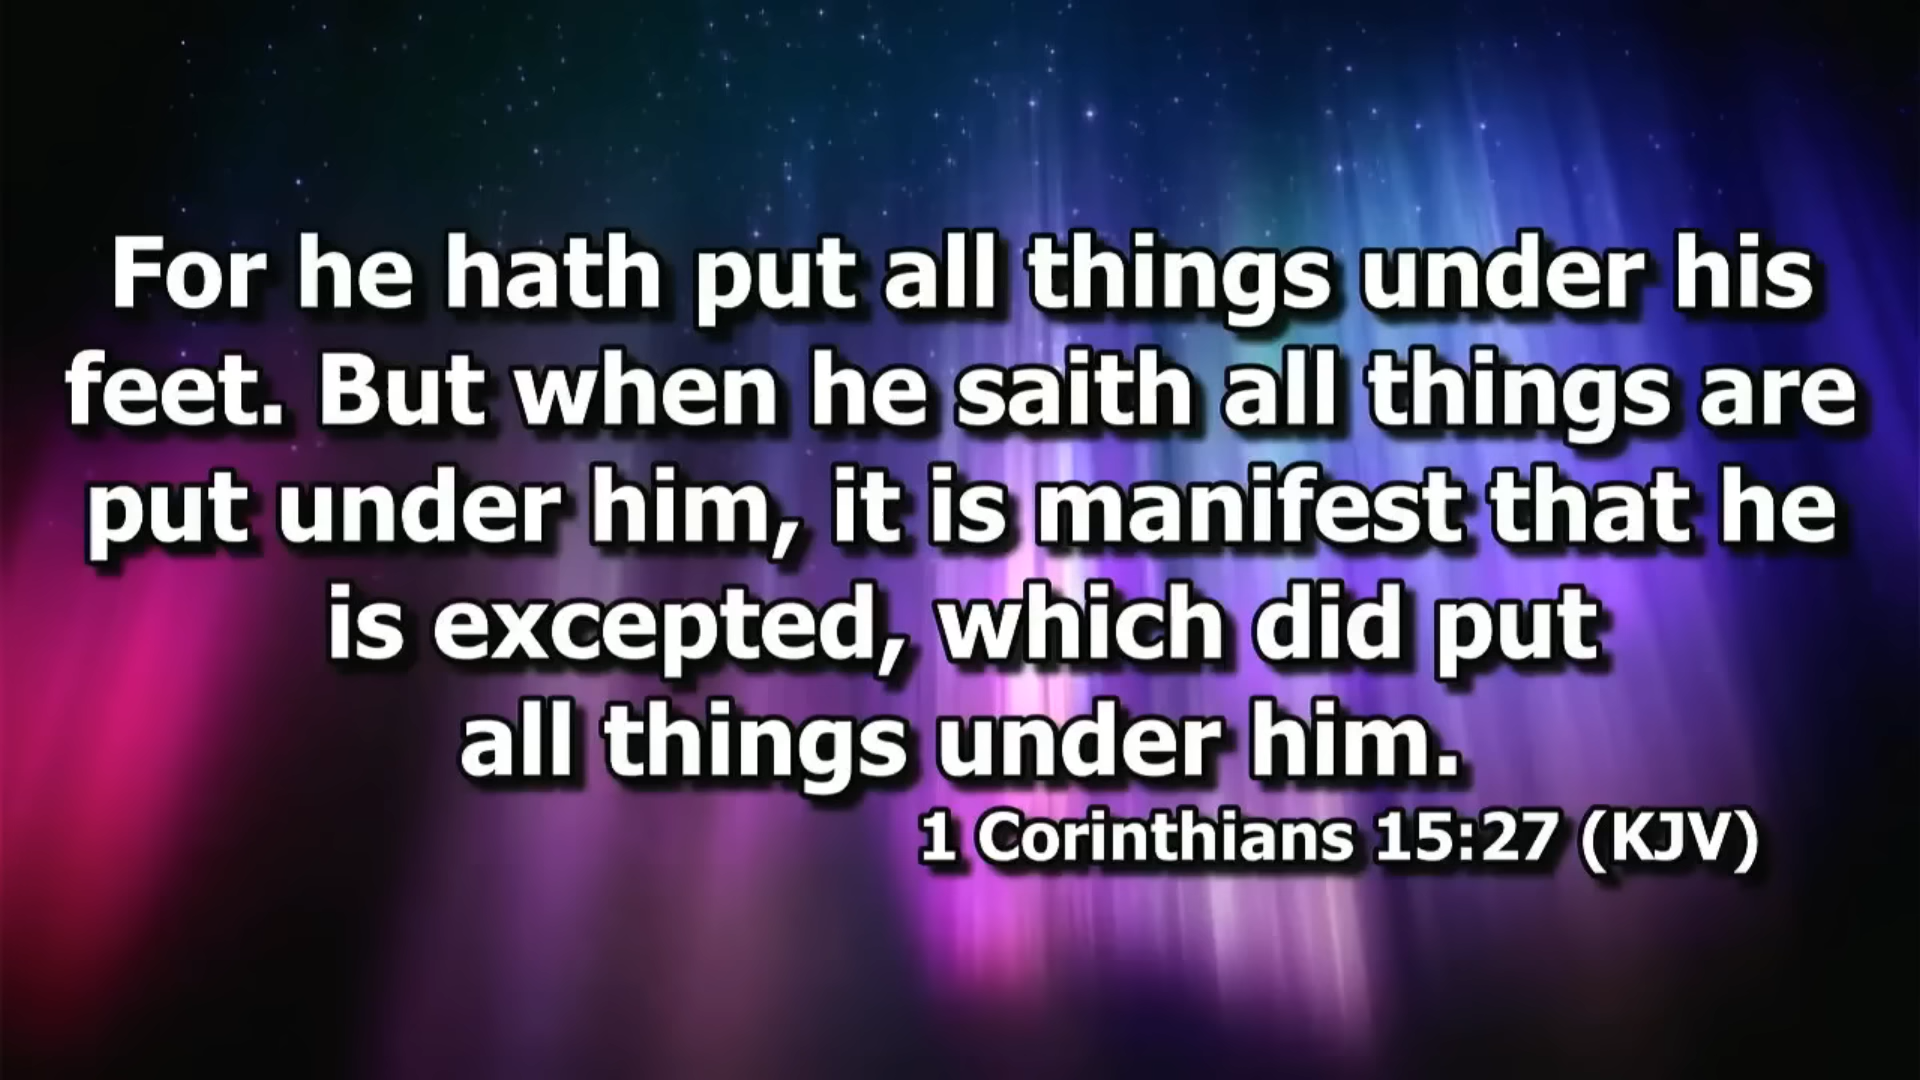 For he hath put all things under his
feet. But when he saith all things are
put under him, it is manifest that he
is excepted, which did put
all things under him.
1 Corinthians 15:27 (KJV)